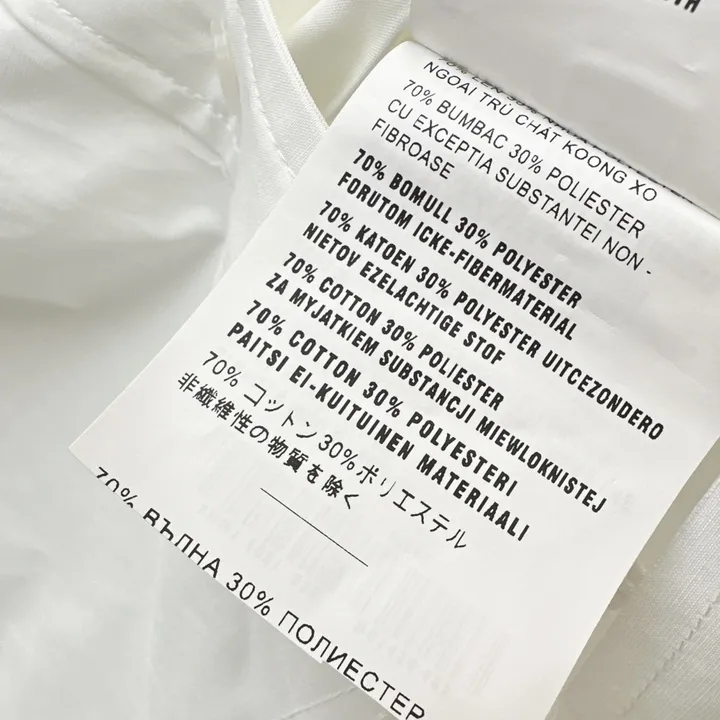 NGOAI TRỪ CHẤT KOONG XO
70% BUMBAC 30% POLIESTER
CU EXCEPTIA SUBSTANTEI NON-
FIBROASE
70% BOMULL 30% POLYESTER
FORUTOM ICKE-FIBERMATERIAL
70% KATOEN 30% POLYESTER UITCEZONDERO
NIETOV EZELACHTIGE STOF
70% COTTON 30% POLIESTER
ZA MYJATKIEM SUBSTANCJI MIEWLOKNISTEJ
70% COTTON 30% POLYESTERI
PAITSI EI-KUITUINEN MATERIAALI
70% コットン 30% ポリエステル
非繊維性の物質を除く
70% ВЪЛНА 30% ПОЛИЕСТЕР